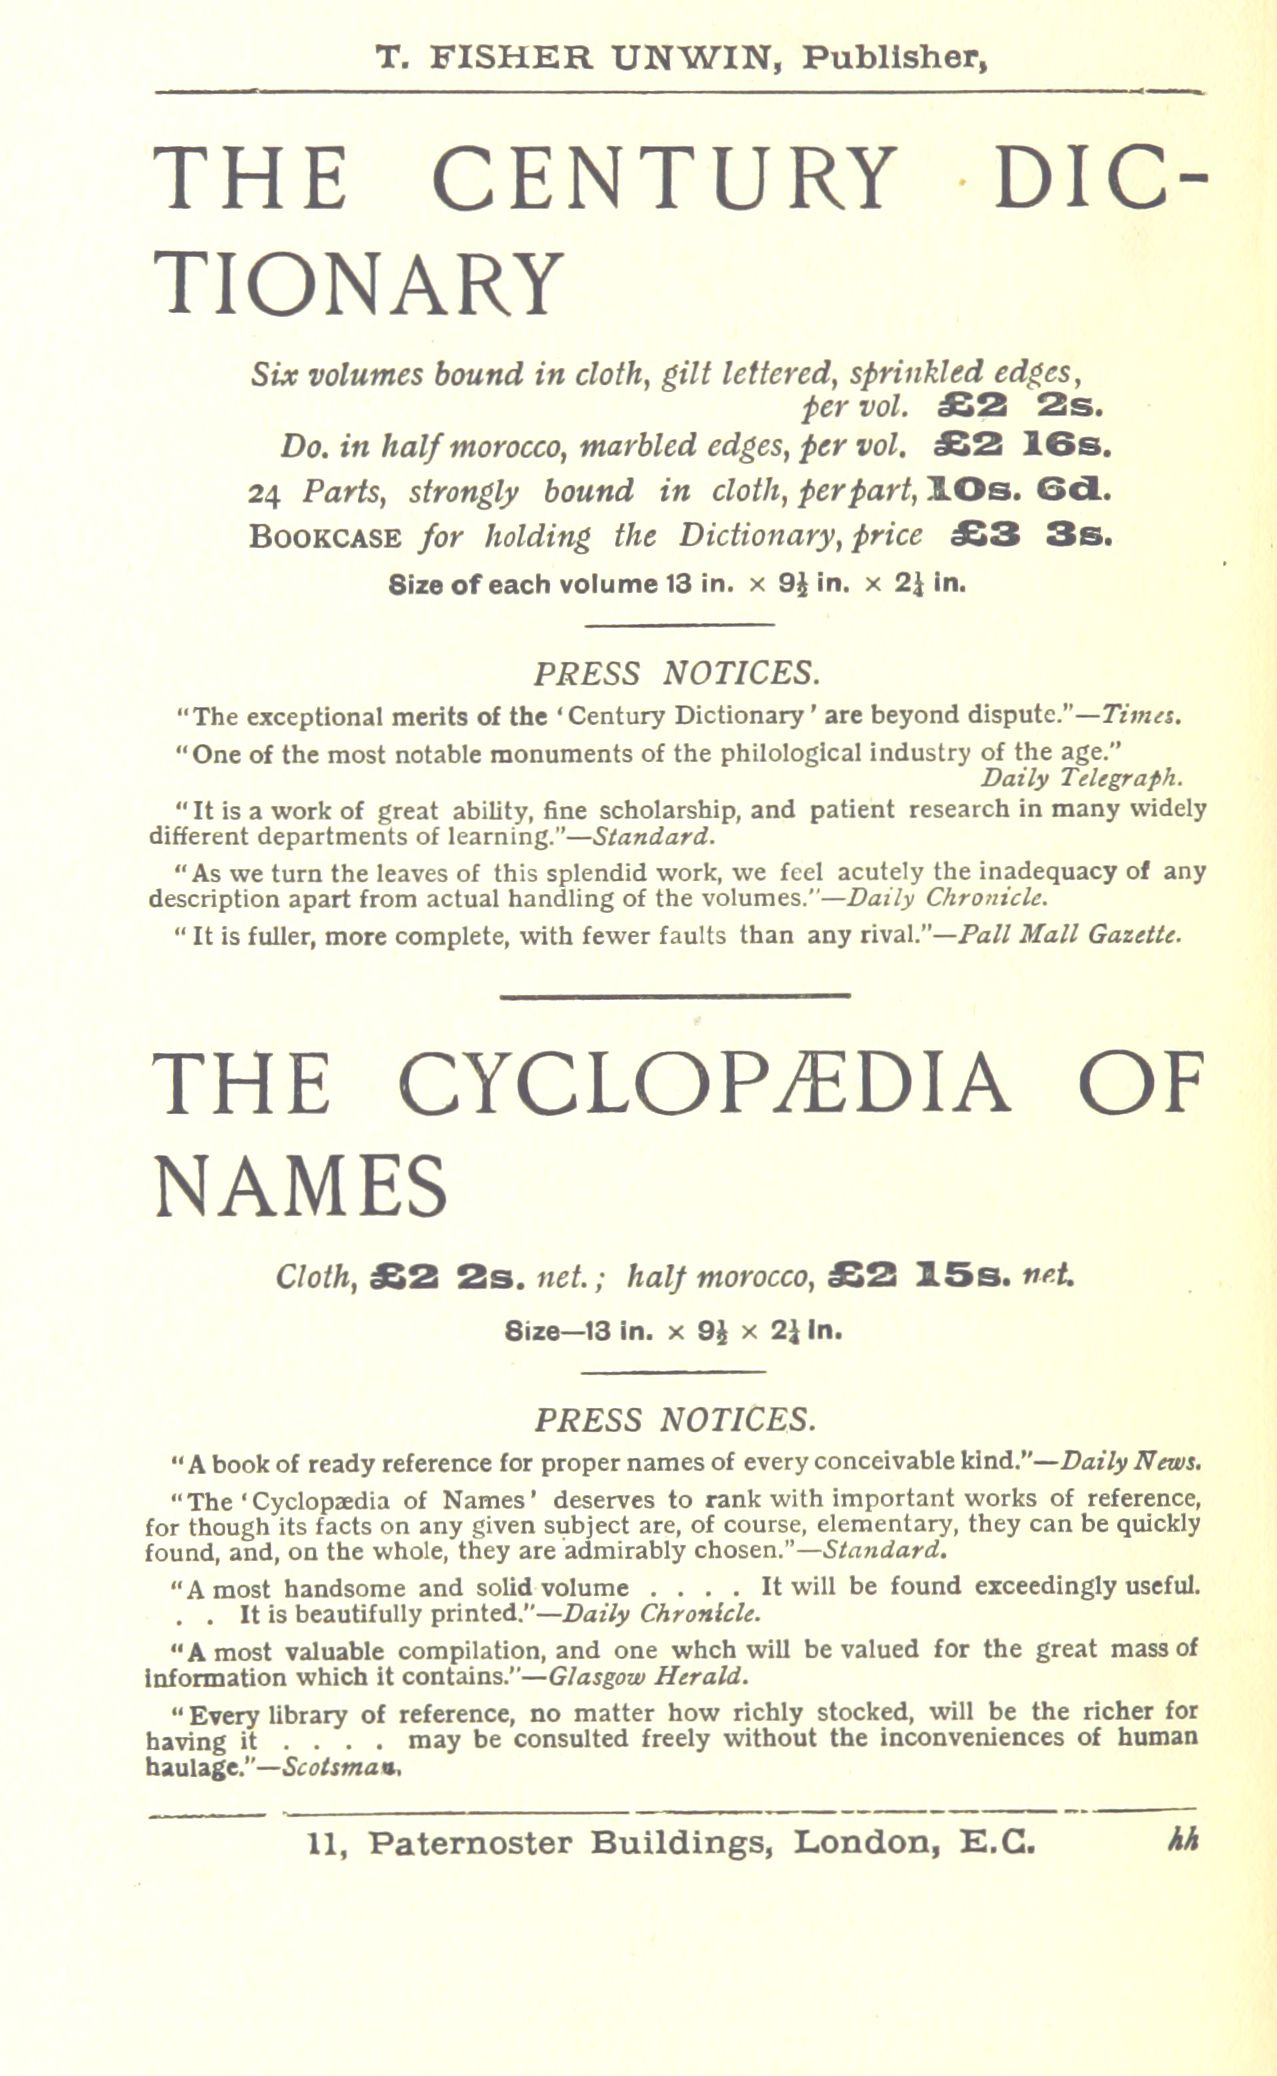 T. FISHER UNWIN, Publisher,
THE CENTURY DIC-
TIONARY
Six volumes bound in cloth, gilt lettered, sprinkled edges,
per vol. £2 2s.
Do. in half morocco, marbled edges, per vol. £2 16s.
24 Parts, strongly bound in cloth, per part, 10s. 6d.
BOOKCASE for holding the Dictionary, price £3 3s.
Size of each volume 13 in. × 9½ in. × 2¼ in.
PRESS NOTICES.
"The exceptional merits of the 'Century Dictionary' are beyond dispute."—Times.
"One of the most notable monuments of the philological industry of the age."
Daily Telegraph.
"It is a work of great ability, fine scholarship, and patient research in many widely
different departments of learning."—Standard.
"As we turn the leaves of this splendid work, we feel acutely the inadequacy of any
description apart from actual handling of the volumes."—Daily Chronicle.
"It is fuller, more complete, with fewer faults than any rival."—Pall Mall Gazette.
THE CYCLOPÆDIA OF
NAMES
Cloth, £2 2s. net.; half morocco, £2 15s. net.
Size—13 in. × 9½ × 2¼ in.
PRESS NOTICES.
"A book of ready reference for proper names of every conceivable kind."—Daily News.
"The 'Cyclopædia of Names' deserves to rank with important works of reference,
for though its facts on any given subject are, of course, elementary, they can be quickly
found, and, on the whole, they are admirably chosen."—Standard.
"A most handsome and solid volume . . . . It will be found exceedingly useful.
. . It is beautifully printed."—Daily Chronicle.
"A most valuable compilation, and one whch will be valued for the great mass of
information which it contains."—Glasgow Herald.
"Every library of reference, no matter how richly stocked, will be the richer for
having it . . . . may be consulted freely without the inconveniences of human
haulage."—Scotsman.
11, Paternoster Buildings, London, E.C. hh